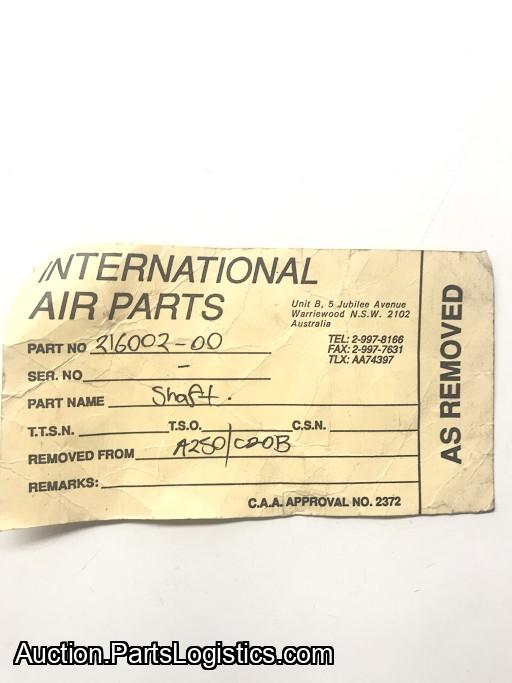 INTERNATIONAL
AIR PARTS
Unit B, 5 Jubilee Avenue
Warriewood N.S.W. 2102
Australia
TEL: 2-997-8166
FAX: 2-997-7631
TLX: AA74397
PART NO 216002-00
SER. NO -
PART NAME Shaft.
T.T.S.N. T.S.O. C.S.N.
REMOVED FROM A250/C20B
REMARKS:
C.A.A. APPROVAL NO. 2372
AS REMOVED
Auction.PartsLogistics.com